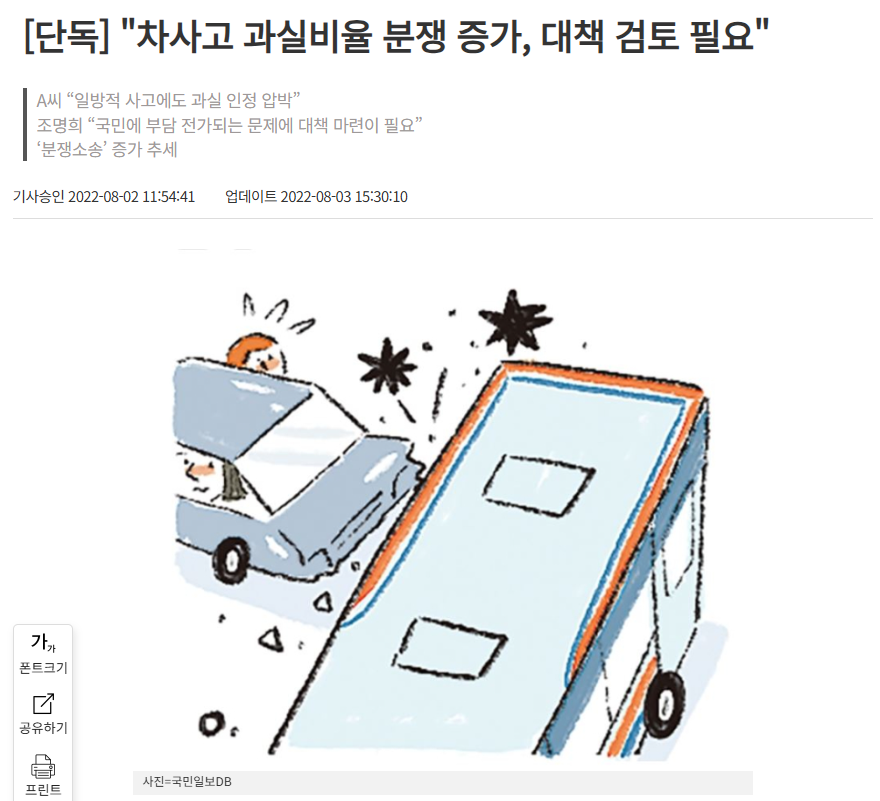 [단독] "차사고 과실비율 분쟁 증가, 대책 검토 필요"
A씨 “일방적 사고에도 과실 인정 압박”
조명희 “국민에 부담 전가되는 문제에 대책 마련이 필요”
‘분쟁소송’ 증가 추세
기사승인 2022-08-02 11:54:41 업데이트 2022-08-03 15:30:10
가가
폰트크기
공유하기
프린트
사진=국민일보DB